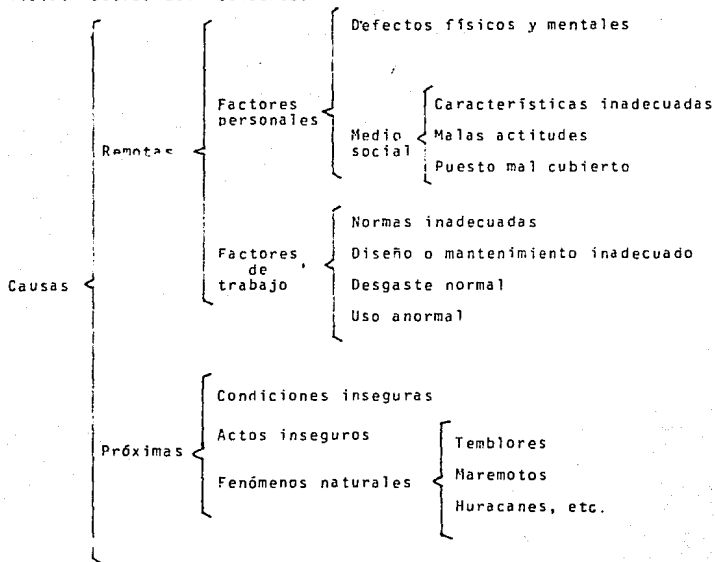 Defectos físicos y mentales
Factores
personales
Características inadecuadas
Medio
social
Malas actitudes
Remotas
Puesto mal cubierto
Normas inadecuadas
Factores
de
trabajo
Diseño o mantenimiento inadecuado
Causas
Desgaste normal
Uso anormal
Condiciones inseguras
Actos inseguros
Temblores
Próximas
Maremotos
Fenómenos naturales
Huracanes, etc.